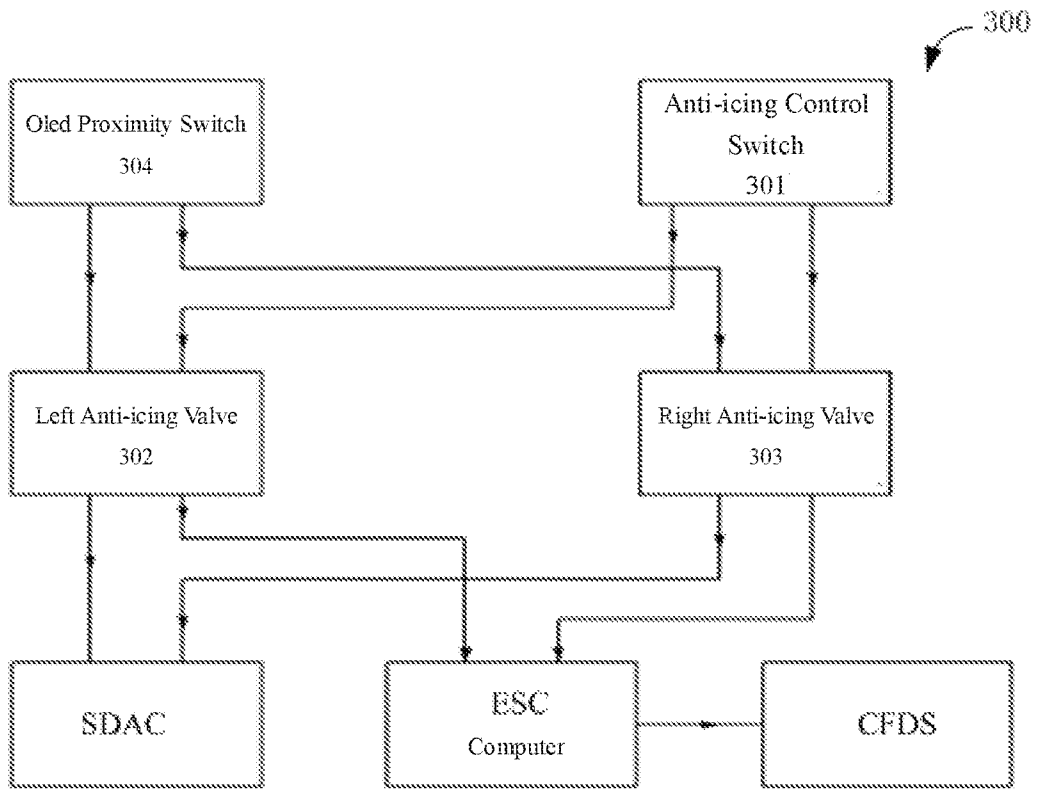 300
Oled Proximity Switch
304
Anti-icing Control
Switch
301
Left Anti-icing Valve
302
Right Anti-icing Valve
303
SDAC
ESC
Computer
CFDS